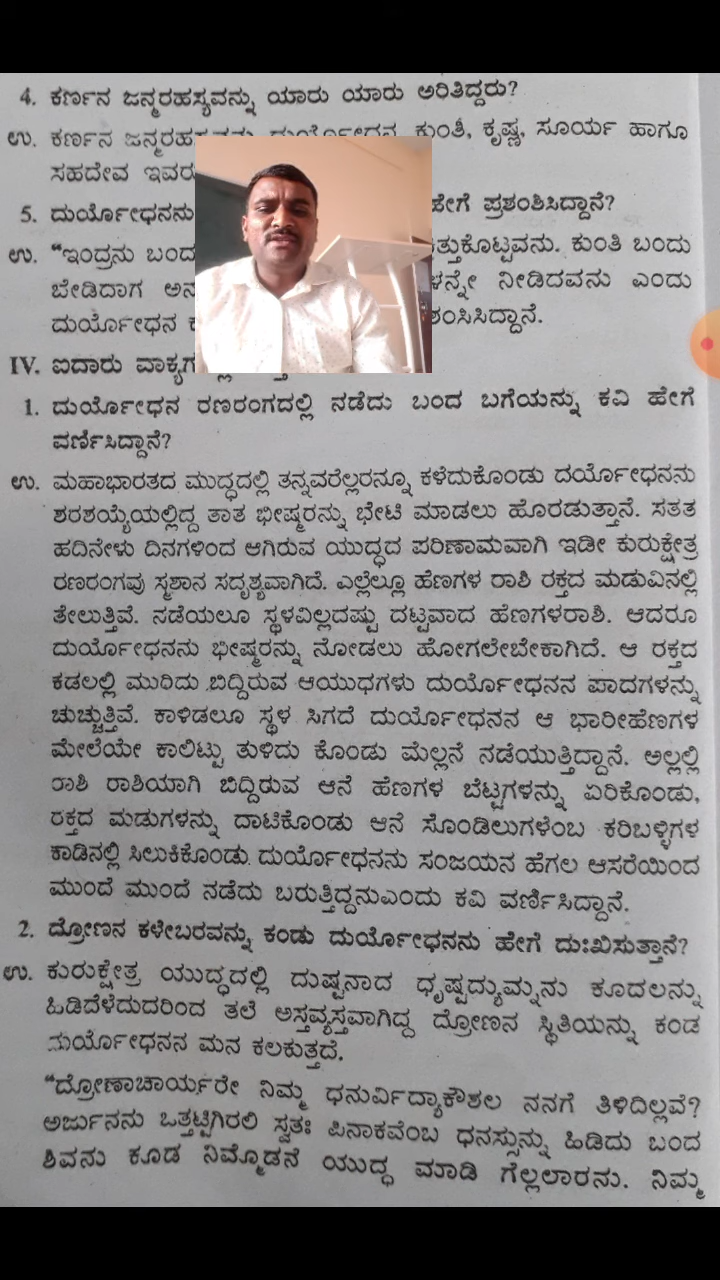 4. ಕರ್ಣನ ಜನ್ಮರಹಸ್ಯವನ್ನು ಯಾರು ಯಾರು ಅರಿತಿದ್ದರು?
ಉ. ಕರ್ಣನ ಜನ್ಮರಹಸ್ಯವನ್ನು ದುರ್ಯೋಧನ, ಕುಂತಿ, ಕೃಷ್ಣ, ಸೂರ್ಯ ಹಾಗೂ
ಸಹದೇವ ಇವರು
5. ದುರ್ಯೋಧನನು ಹೇಗೆ ಪ್ರಶಂಶಿಸಿದ್ದಾನೆ?
ಉ. "ಇಂದ್ರನು ಬಂದ ಕಿತ್ತುಕೊಟ್ಟವನು. ಕುಂತಿ ಬಂದು
ಬೇಡಿದಾಗ ನೀಡಿದವನು ಎಂದು
ದುರ್ಯೋಧನ
IV. ಐದಾರು
1. ದುರ್ಯೋಧನ ರಣರಂಗದಲ್ಲಿ ನಡೆದು ಬಂದ ಬಗೆಯನ್ನು ಕವಿ ಹೇಗೆ
ವರ್ಣಿಸಿದ್ದಾನೆ?
ಉ. ಮಹಾಭಾರತದ ಮುದ್ಧದಲ್ಲಿ ತನ್ನವರೆಲ್ಲರನ್ನೂ ಕಳೆದುಕೊಂಡು ದರ್ಯೋಧನನು
ಶರಶಯ್ಯೆಯಲ್ಲಿದ್ದ ತಾತ ಭೀಷ್ಮರನ್ನು ಭೇಟಿ ಮಾಡಲು ಹೊರಡುತ್ತಾನೆ. ಸತತ
ಹದಿನೇಳು ದಿನಗಳಿಂದ ಆಗಿರುವ ಯುದ್ಧದ ಪರಿಣಾಮವಾಗಿ ಇಡೀ ಕುರುಕ್ಷೇತ್ರ
ರಣರಂಗವು ಸ್ಮಶಾನ ಸದೃಶ್ಯವಾಗಿದೆ. ಎಲ್ಲೆಲ್ಲೂ ಹೆಣಗಳ ರಾಶಿ ರಕ್ತದ ಮಡುವಿನಲ್ಲಿ
ತೇಲುತ್ತಿವೆ. ನಡೆಯಲೂ ಸ್ಥಳವಿಲ್ಲದಷ್ಟು ದಟ್ಟವಾದ ಹೆಣಗಳರಾಶಿ. ಆದರೂ
ದುರ್ಯೋಧನನು ಭೀಷ್ಮರನ್ನು ನೋಡಲು ಹೋಗಲೇಬೇಕಾಗಿದೆ. ಆ ರಕ್ತದ
ಕಡಲಲ್ಲಿ ಮುರಿದು ಬಿದ್ದಿರುವ ಆಯುಧಗಳು ದುರ್ಯೋಧನನ ಪಾದಗಳನ್ನು
ಚುಚ್ಚುತ್ತಿವೆ. ಕಾಳಿಡಲೂ ಸ್ಥಳ ಸಿಗದೆ ದುರ್ಯೋಧನನ ಆ ಭಾರೀಹೆಣಗಳ
ಮೇಲೆಯೇ ಕಾಲಿಟ್ಟು ತುಳಿದು ಕೊಂಡು ಮೆಲ್ಲನೆ ನಡೆಯುತ್ತಿದ್ದಾನೆ. ಅಲ್ಲಲ್ಲಿ
ರಾಶಿ ರಾಶಿಯಾಗಿ ಬಿದ್ದಿರುವ ಆನೆ ಹೆಣಗಳ ಬೆಟ್ಟಗಳನ್ನು ಏರಿಕೊಂಡು,
ರಕ್ತದ ಮಡುಗಳನ್ನು ದಾಟಿಕೊಂಡು ಆನೆ ಸೊಂಡಿಲುಗಳೆಂಬ ಕರಿಬಳ್ಳಿಗಳ
ಕಾಡಿನಲ್ಲಿ ಸಿಲುಕಿಕೊಂಡು ದುರ್ಯೋಧನನು ಸಂಜಯನ ಹೆಗಲ ಆಸರೆಯಿಂದ
ಮುಂದೆ ಮುಂದೆ ನಡೆದು ಬರುತ್ತಿದ್ದನುಎಂದು ಕವಿ ವರ್ಣಿಸಿದ್ದಾನೆ.
2. ದ್ರೋಣನ ಕಳೇಬರವನ್ನು ಕಂಡು ದುರ್ಯೋಧನನು ಹೇಗೆ ದುಃಖಿಸುತ್ತಾನೆ?
ಉ. ಕುರುಕ್ಷೇತ್ರ ಯುದ್ಧದಲ್ಲಿ ದುಷ್ಟನಾದ ಧೃಷ್ಟದ್ಯುಮ್ನನು ಕೂದಲನ್ನು
ಹಿಡಿದೆಳೆದುದರಿಂದ ತಲೆ ಅಸ್ತವ್ಯಸ್ತವಾಗಿದ್ದ ದ್ರೋಣನ ಸ್ಥಿತಿಯನ್ನು ಕಂಡ
ದುರ್ಯೋಧನನ ಮನ ಕಲಕುತ್ತದೆ.
"ದ್ರೋಣಾಚಾರ್ಯರೇ ನಿಮ್ಮ ಧನುರ್ವಿದ್ಯಾಕೌಶಲ ನನಗೆ ತಿಳಿದಿಲ್ಲವೆ?
ಅರ್ಜುನನು ಒತ್ತಟ್ಟಿಗಿರಲಿ ಸ್ವತಃ ಪಿನಾಕವೆಂಬ ಧನಸ್ಸುನ್ನು ಹಿಡಿದು ಬಂದ
ಶಿವನು ಕೂಡ ನಿಮ್ಮೊಡನೆ ಯುದ್ಧ ಮಾಡಿ ಗೆಲ್ಲಲಾರನು. ನಿಮ್ಮ